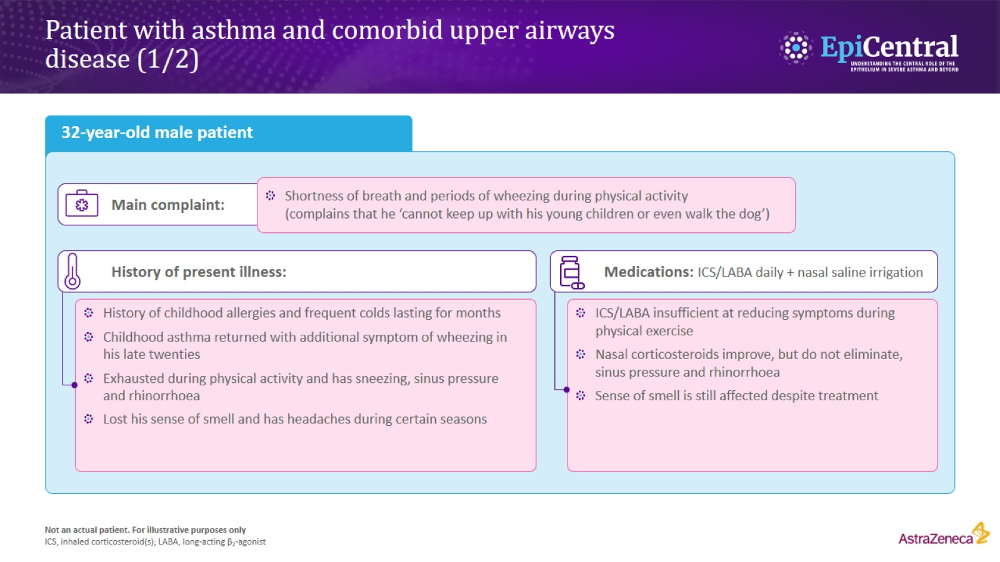 Patient with asthma and comorbid upper airways
disease (1/2)
EpiCentral
UNDERSTANDING THE CENTRAL ROLE OF THE
EPITHELIUM IN SEVERE ASTHMA AND BEYOND
32-year-old male patient
Main complaint:
Shortness of breath and periods of wheezing during physical activity
(complains that he ‘cannot keep up with his young children or even walk the dog’)
History of present illness:
History of childhood allergies and frequent colds lasting for months
Childhood asthma returned with additional symptom of wheezing in
his late twenties
Exhausted during physical activity and has sneezing, sinus pressure
and rhinorrhoea
Lost his sense of smell and has headaches during certain seasons
Medications: ICS/LABA daily + nasal saline irrigation
ICS/LABA insufficient at reducing symptoms during
physical exercise
Nasal corticosteroids improve, but do not eliminate,
sinus pressure and rhinorrhoea
Sense of smell is still affected despite treatment
Not an actual patient. For illustrative purposes only
ICS, inhaled corticosteroid(s); LABA, long-acting β₂-agonist
AstraZeneca